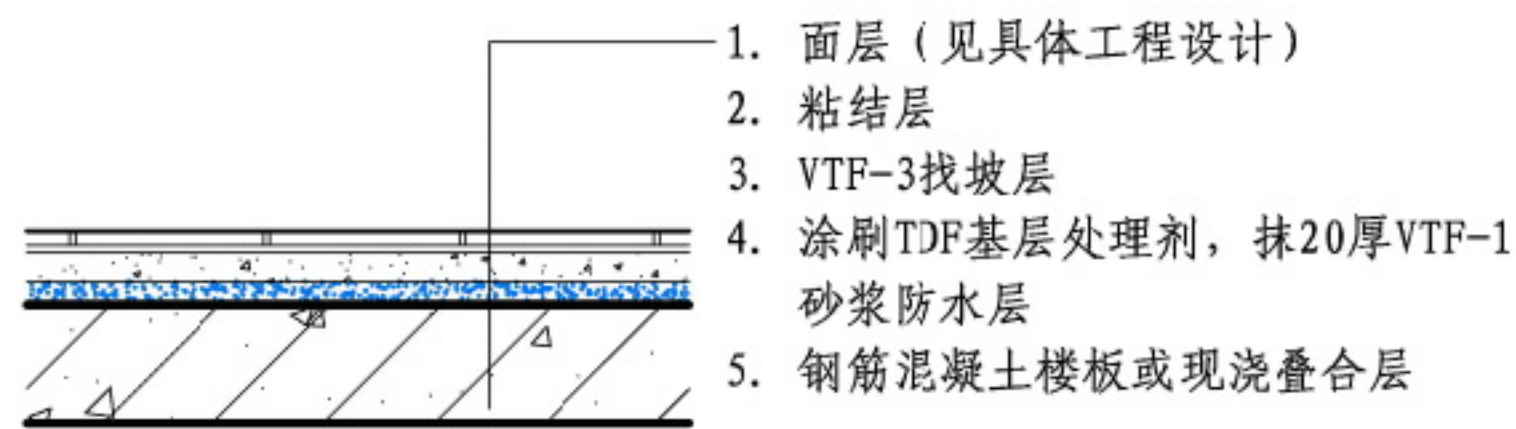 1. 面层（见具体工程设计）
2. 粘结层
3. VTF-3找坡层
4. 涂刷TDF基层处理剂，抹20厚VTF-1
砂浆防水层
5. 钢筋混凝土楼板或现浇叠合层